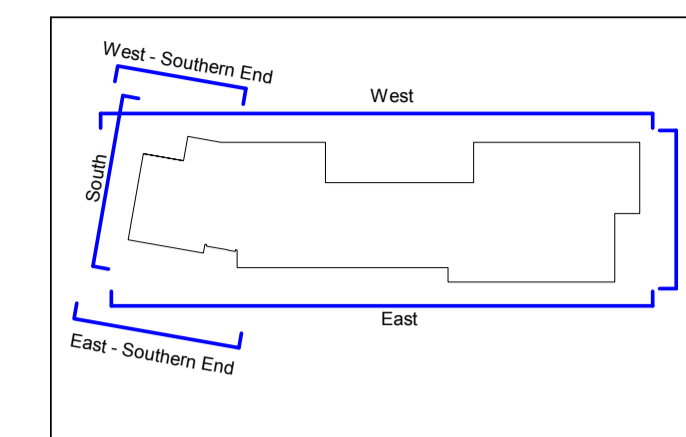 West - Southern End
West
South
East
East - Southern End